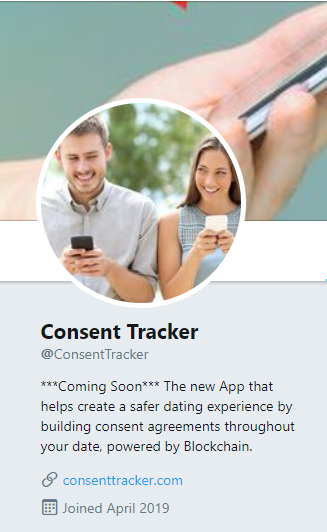 Consent Tracker
@ConsentTracker
***Coming Soon*** The new App that
helps create a safer dating experience by
building consent agreements throughout
your date, powered by Blockchain.
consenttracker.com
Joined April 2019